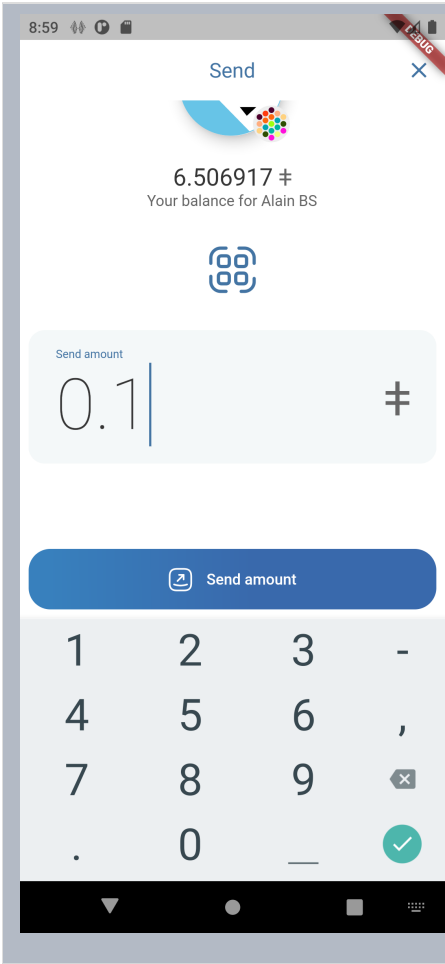 8:59
DEBUG
Send
6.506917 ⧧
Your balance for Alain BS
Send amount
0.1 ⧧
Send amount
1 2 3 -
4 5 6 ,
7 8 9
. 0 _